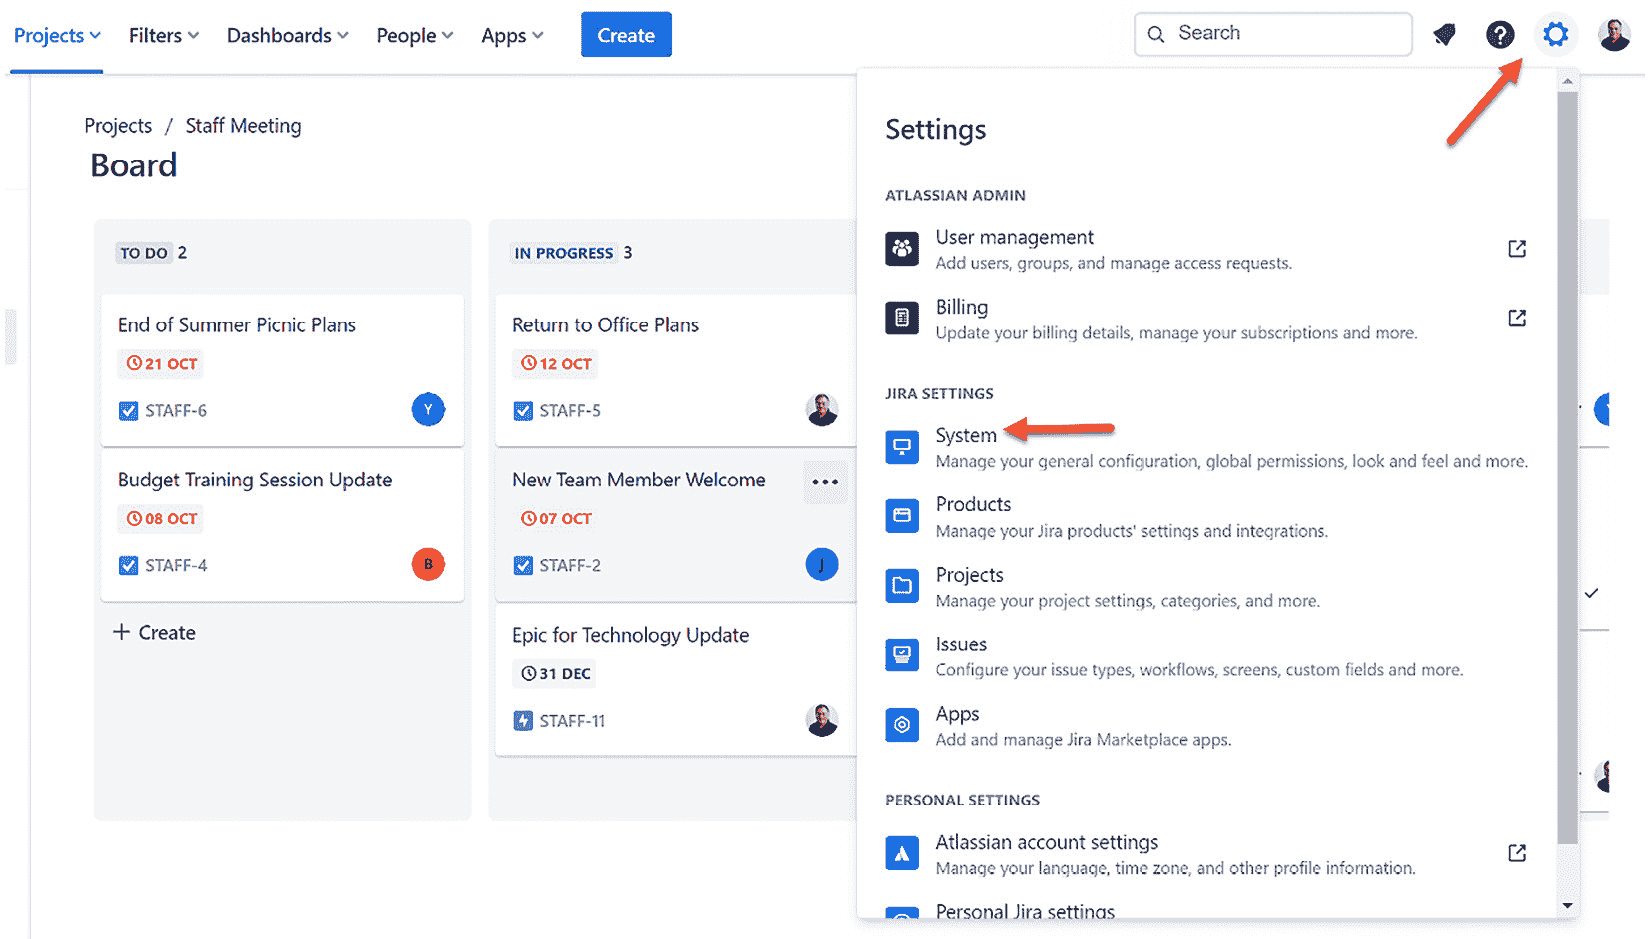 Projects Filters Dashboards People Apps Create Search
Projects / Staff Meeting
Board
TO DO 2
End of Summer Picnic Plans
21 OCT
STAFF-6 Y
Budget Training Session Update
08 OCT
STAFF-4 B
+ Create
IN PROGRESS 3
Return to Office Plans
12 OCT
STAFF-5
New Team Member Welcome
07 OCT
STAFF-2 J
Epic for Technology Update
31 DEC
STAFF-11
Settings
ATLASSIAN ADMIN
User management
Add users, groups, and manage access requests.
Billing
Update your billing details, manage your subscriptions and more.
JIRA SETTINGS
System
Manage your general configuration, global permissions, look and feel and more.
Products
Manage your Jira products' settings and integrations.
Projects
Manage your project settings, categories, and more.
Issues
Configure your issue types, workflows, screens, custom fields and more.
Apps
Add and manage Jira Marketplace apps.
PERSONAL SETTINGS
Atlassian account settings
Manage your language, time zone, and other profile information.
Personal Jira settings